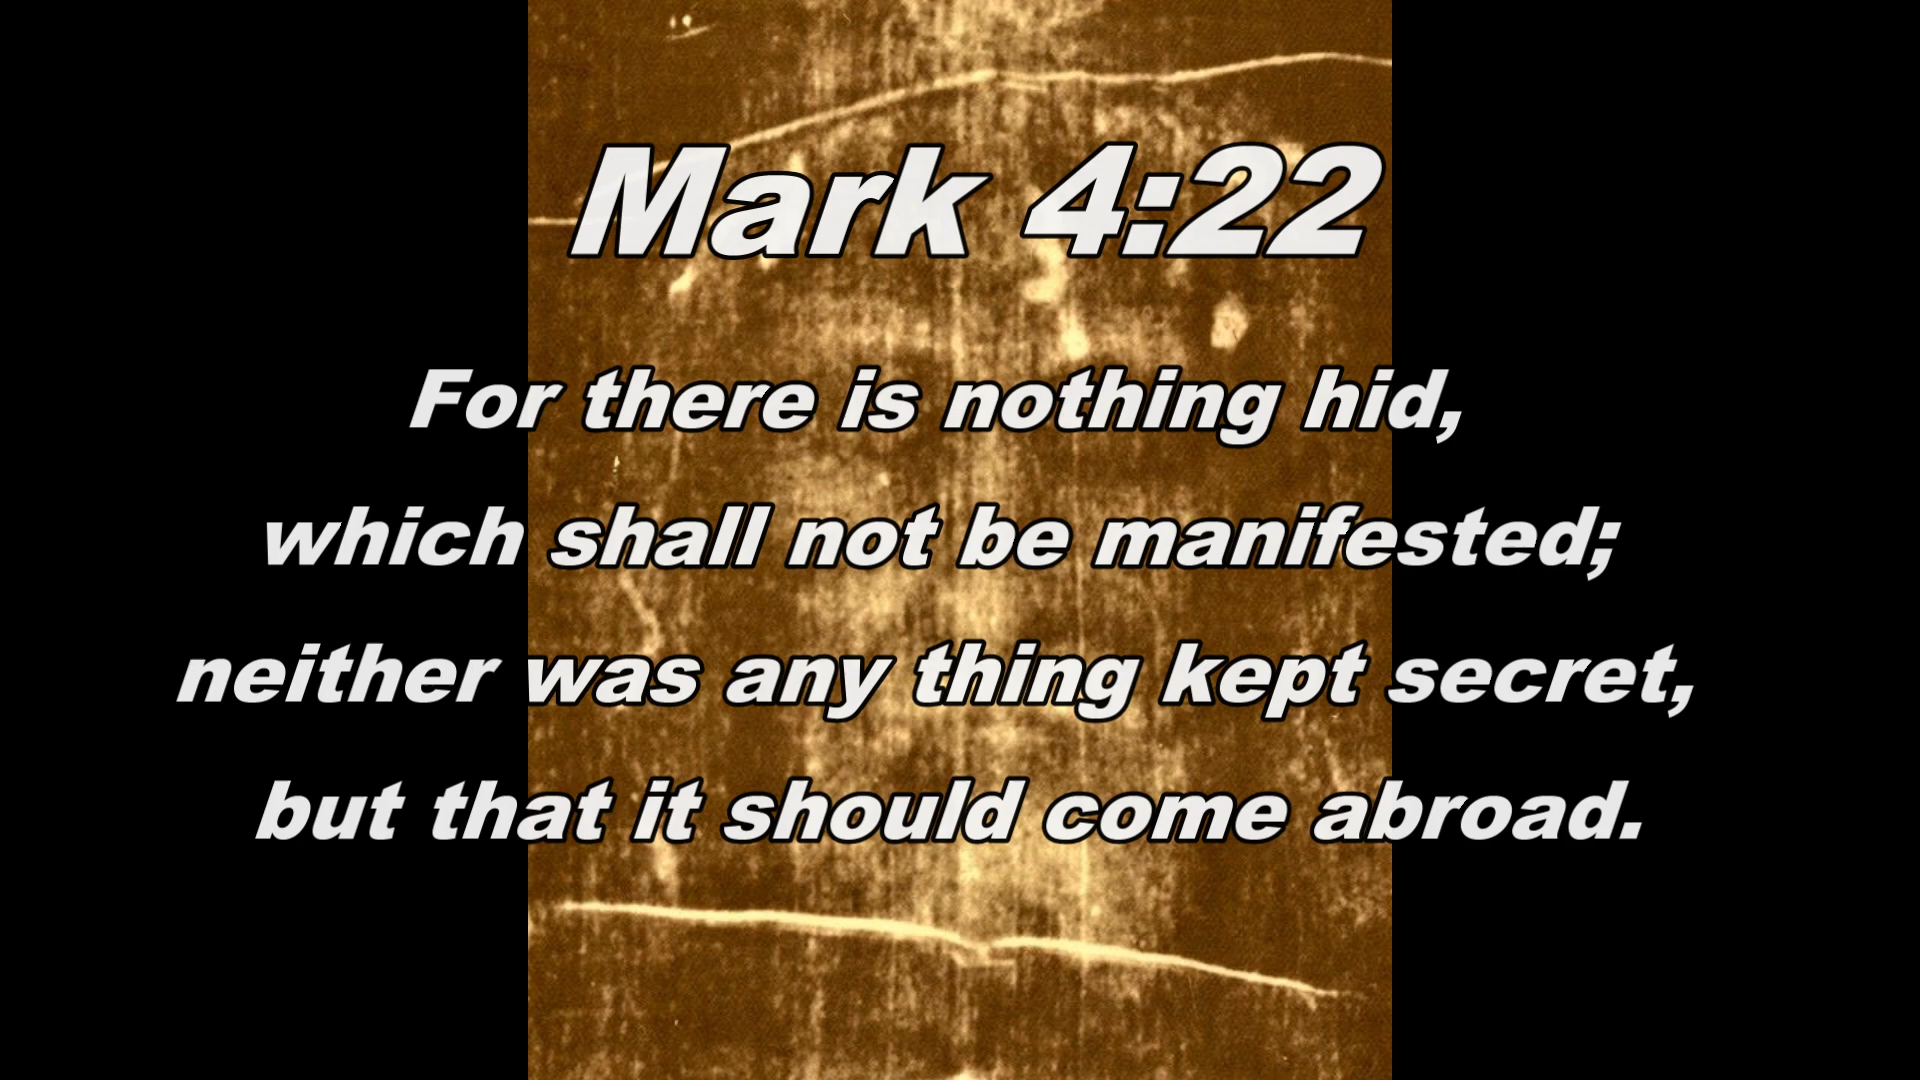 Mark 4:22
For there is nothing hid,
which shall not be manifested;
neither was any thing kept secret,
but that it should come abroad.